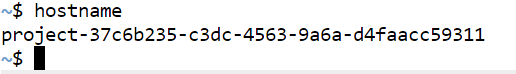 ~$ hostname
project-37c6b235-c3dc-4563-9a6a-d4faacc59311
~$